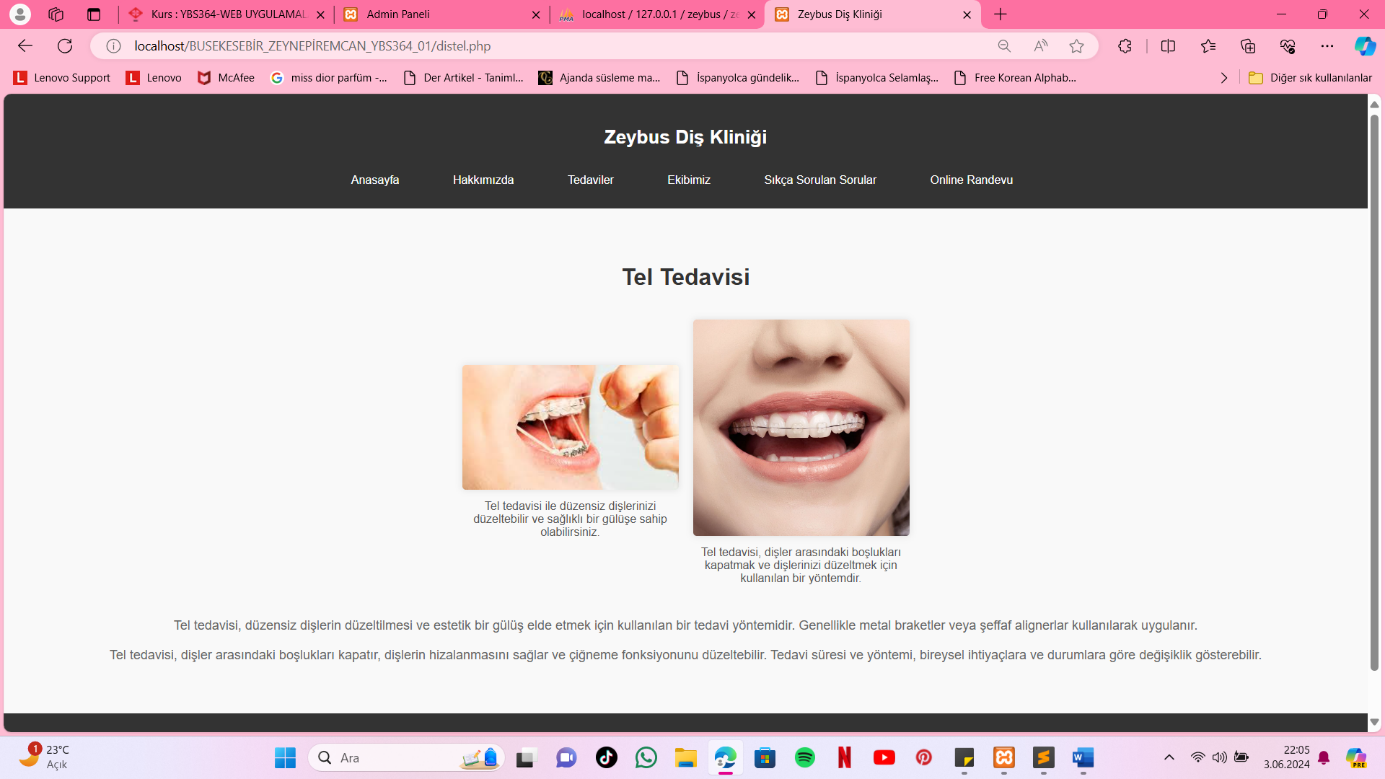 Kurs : YBS364-WEB UYGULAMAL
Admin Paneli
localhost / 127.0.0.1 / zeybus / ze
Zeybus Diş Kliniği
localhost/BUSEKESEBİR_ZEYNEPİREMCAN_YBS364_01/distel.php
Lenovo Support
Lenovo
McAfee
miss dior parfüm -...
Der Artikel - Tanıml...
Ajanda süsleme ma...
İspanyolca gündelik...
İspanyolca Selamlaş...
Free Korean Alphab...
Diğer sık kullanılanlar
Zeybus Diş Kliniği
Anasayfa Hakkımızda Tedaviler Ekibimiz Sıkça Sorulan Sorular Online Randevu
Tel Tedavisi
Tel tedavisi ile düzensiz dişlerinizi
düzeltebilir ve sağlıklı bir gülüşe sahip
olabilirsiniz.
Tel tedavisi, dişler arasındaki boşlukları
kapatmak ve dişlerinizi düzeltmek için
kullanılan bir yöntemdir.
Tel tedavisi, düzensiz dişlerin düzeltilmesi ve estetik bir gülüş elde etmek için kullanılan bir tedavi yöntemidir. Genellikle metal braketler veya şeffaf alignerlar kullanılarak uygulanır.
Tel tedavisi, dişler arasındaki boşlukları kapatır, dişlerin hizalanmasını sağlar ve çiğneme fonksiyonunu düzeltebilir. Tedavi süresi ve yöntemi, bireysel ihtiyaçlara ve durumlara göre değişiklik gösterebilir.
1
23°C
Açık
Ara
22:05
3.06.2024
PRE